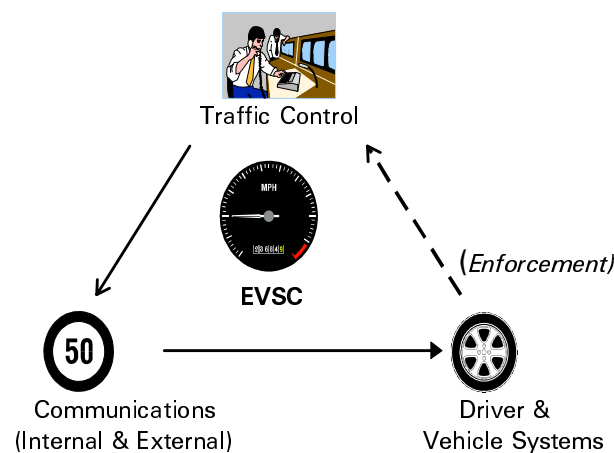 Traffic Control
MPH
EVSC
(Enforcement)
50
Communications
(Internal & External)
Driver &
Vehicle Systems